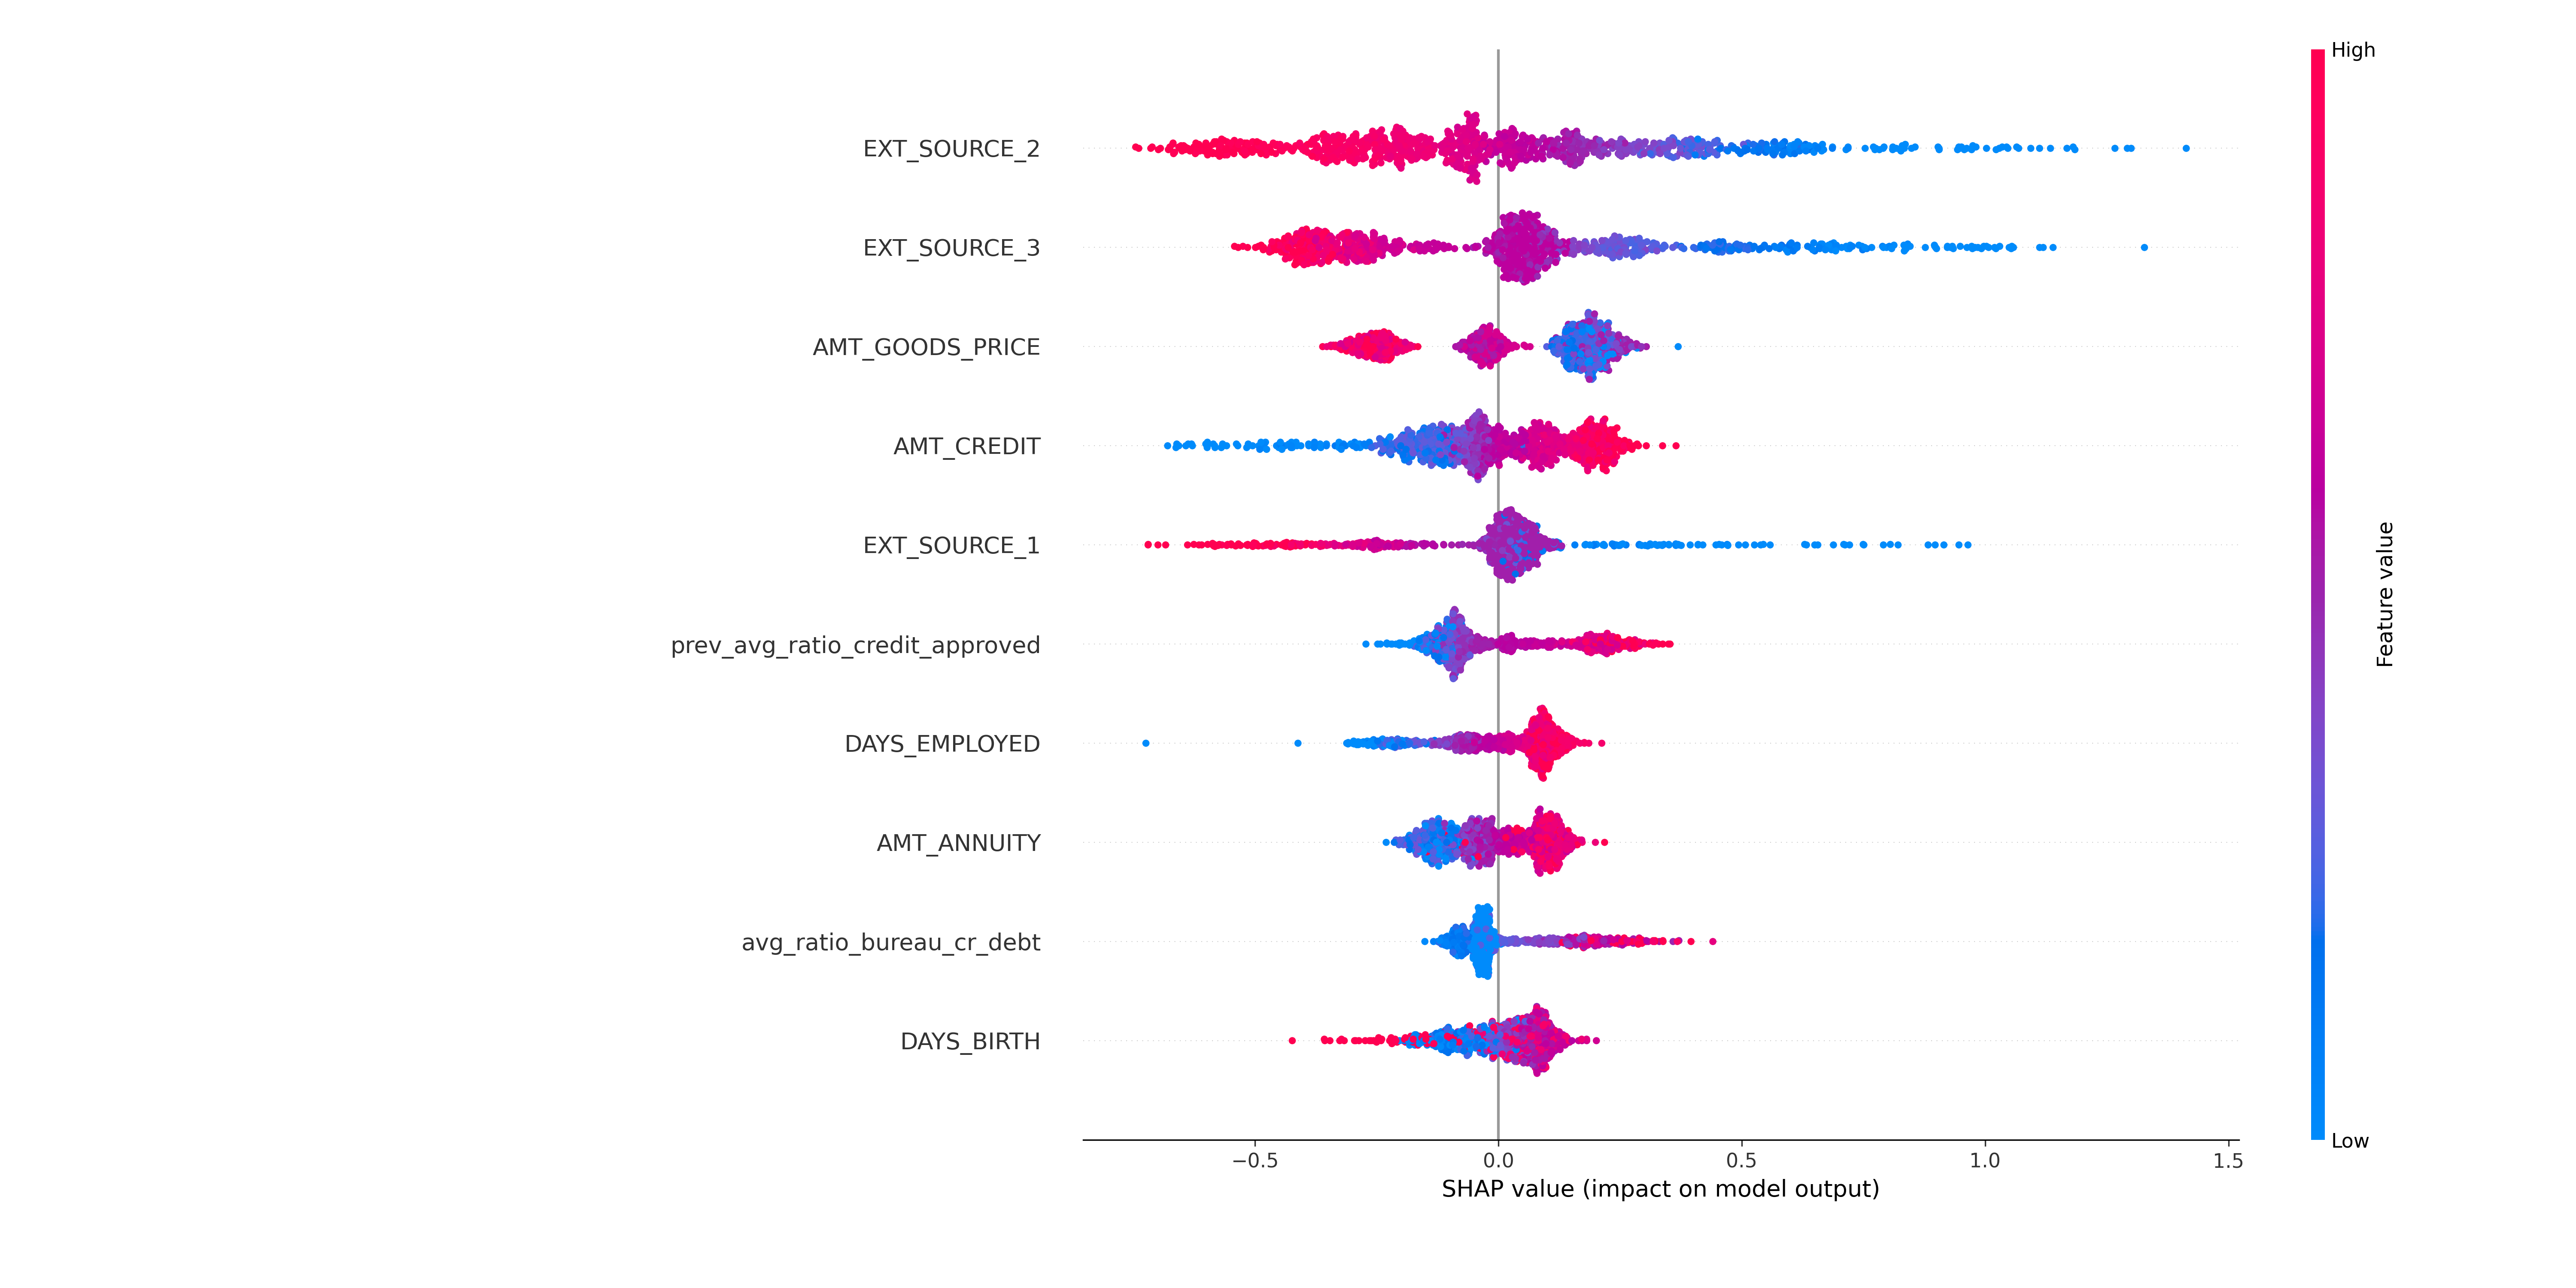 High
EXT_SOURCE_2
EXT_SOURCE_3
AMT_GOODS_PRICE
AMT_CREDIT
EXT_SOURCE_1
prev_avg_ratio_credit_approved
DAYS_EMPLOYED
AMT_ANNUITY
avg_ratio_bureau_cr_debt
DAYS_BIRTH
Feature value
Low
−0.5 0.0 0.5 1.0 1.5
SHAP value (impact on model output)